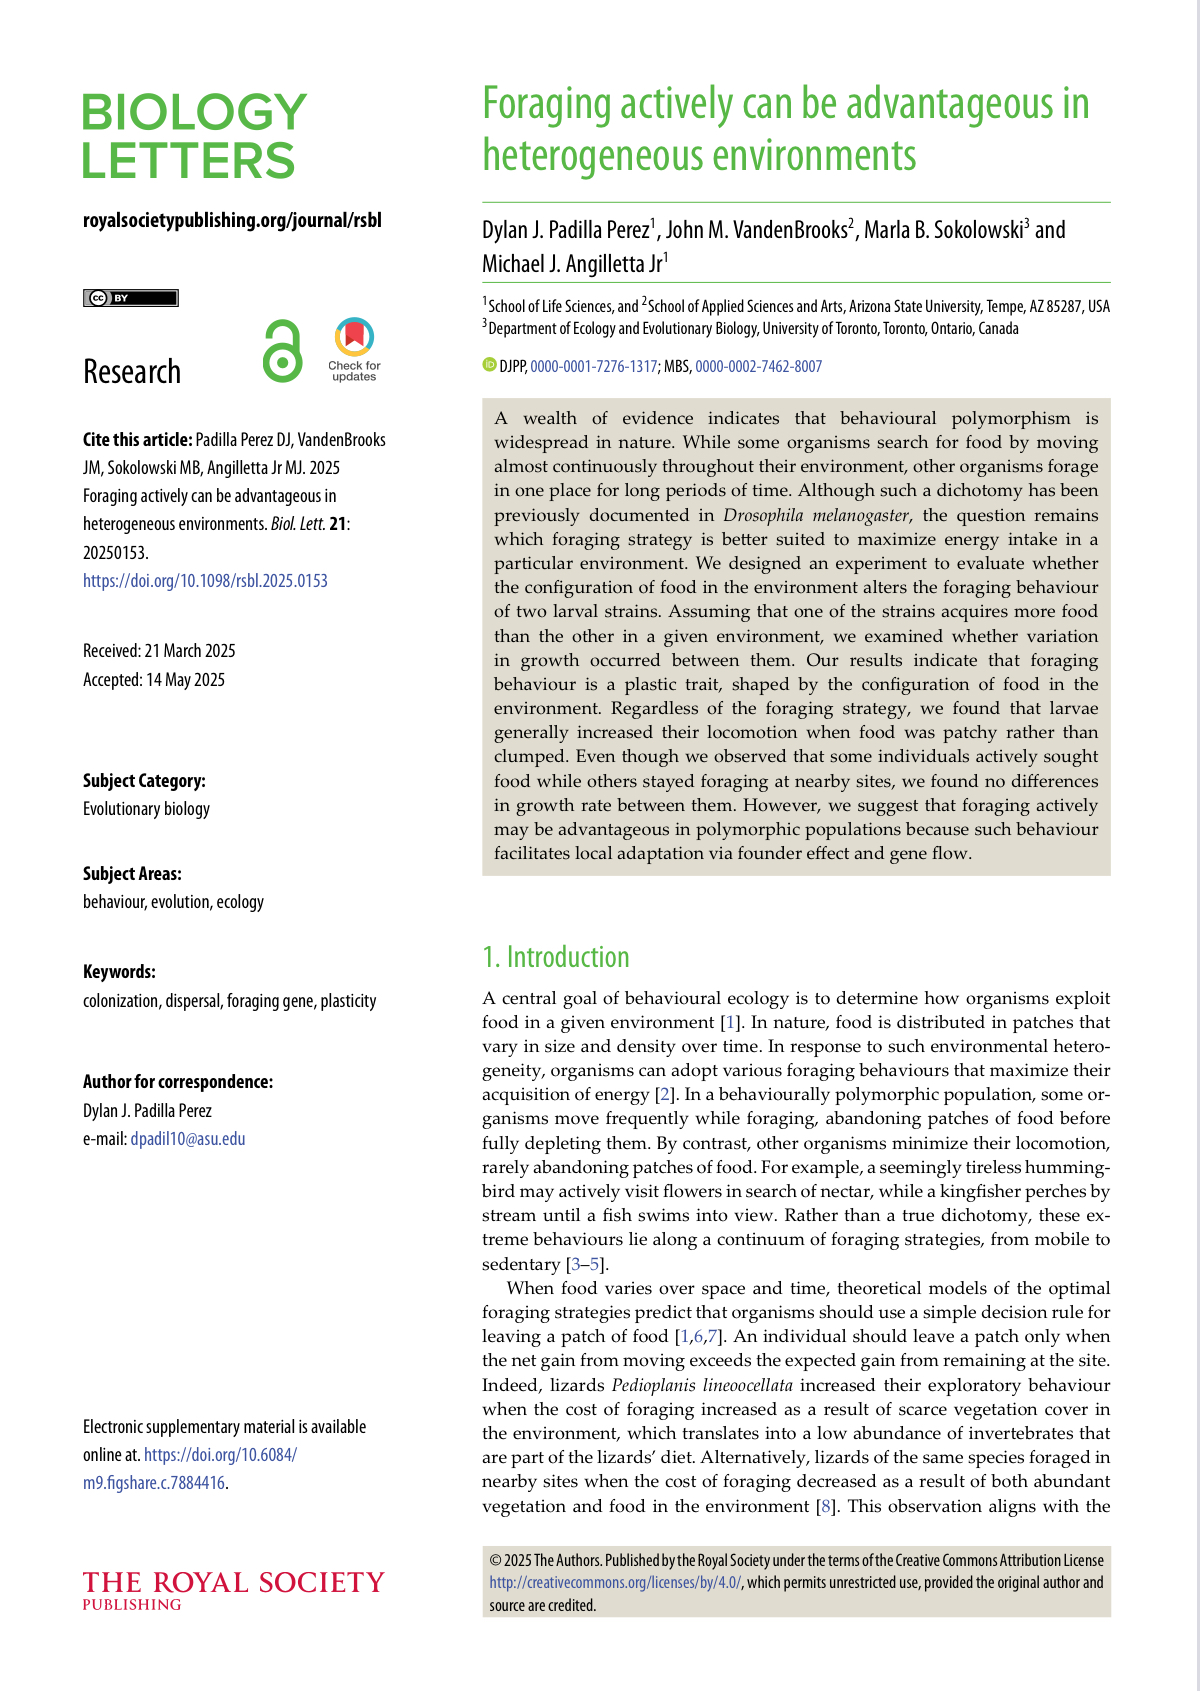 BIOLOGY
LETTERS
royalsocietypublishing.org/journal/rsbl
cc BY
Research
Check for
updates
Cite this article: Padilla Perez DJ, VandenBrooks
JM, Sokolowski MB, Angilletta Jr MJ. 2025
Foraging actively can be advantageous in
heterogeneous environments. Biol. Lett. 21:
20250153.
https://doi.org/10.1098/rsbl.2025.0153
Received: 21 March 2025
Accepted: 14 May 2025
Subject Category:
Evolutionary biology
Subject Areas:
behaviour, evolution, ecology
Keywords:
colonization, dispersal, foraging gene, plasticity
Author for correspondence:
Dylan J. Padilla Perez
e-mail: dpadil10@asu.edu
Electronic supplementary material is available
online at. https://doi.org/10.6084/
m9.figshare.c.7884416.
THE ROYAL SOCIETY
PUBLISHING
Foraging actively can be advantageous in
heterogeneous environments
Dylan J. Padilla Perez1, John M. VandenBrooks2, Marla B. Sokolowski3 and
Michael J. Angilletta Jr1
1School of Life Sciences, and 2School of Applied Sciences and Arts, Arizona State University, Tempe, AZ 85287, USA
3Department of Ecology and Evolutionary Biology, University of Toronto, Toronto, Ontario, Canada
iD DJPP, 0000-0001-7276-1317; MBS, 0000-0002-7462-8007
A wealth of evidence indicates that behavioural polymorphism is
widespread in nature. While some organisms search for food by moving
almost continuously throughout their environment, other organisms forage
in one place for long periods of time. Although such a dichotomy has been
previously documented in Drosophila melanogaster, the question remains
which foraging strategy is better suited to maximize energy intake in a
particular environment. We designed an experiment to evaluate whether
the configuration of food in the environment alters the foraging behaviour
of two larval strains. Assuming that one of the strains acquires more food
than the other in a given environment, we examined whether variation
in growth occurred between them. Our results indicate that foraging
behaviour is a plastic trait, shaped by the configuration of food in the
environment. Regardless of the foraging strategy, we found that larvae
generally increased their locomotion when food was patchy rather than
clumped. Even though we observed that some individuals actively sought
food while others stayed foraging at nearby sites, we found no differences
in growth rate between them. However, we suggest that foraging actively
may be advantageous in polymorphic populations because such behaviour
facilitates local adaptation via founder effect and gene flow.
1. Introduction
A central goal of behavioural ecology is to determine how organisms exploit
food in a given environment [1]. In nature, food is distributed in patches that
vary in size and density over time. In response to such environmental hetero-
geneity, organisms can adopt various foraging behaviours that maximize their
acquisition of energy [2]. In a behaviourally polymorphic population, some or-
ganisms move frequently while foraging, abandoning patches of food before
fully depleting them. By contrast, other organisms minimize their locomotion,
rarely abandoning patches of food. For example, a seemingly tireless humming-
bird may actively visit flowers in search of nectar, while a kingfisher perches by
stream until a fish swims into view. Rather than a true dichotomy, these ex-
treme behaviours lie along a continuum of foraging strategies, from mobile to
sedentary [3–5].
When food varies over space and time, theoretical models of the optimal
foraging strategies predict that organisms should use a simple decision rule for
leaving a patch of food [1,6,7]. An individual should leave a patch only when
the net gain from moving exceeds the expected gain from remaining at the site.
Indeed, lizards Pedioplanis lineoocellata increased their exploratory behaviour
when the cost of foraging increased as a result of scarce vegetation cover in
the environment, which translates into a low abundance of invertebrates that
are part of the lizards’ diet. Alternatively, lizards of the same species foraged in
nearby sites when the cost of foraging decreased as a result of both abundant
vegetation and food in the environment [8]. This observation aligns with the
© 2025 The Authors. Published by the Royal Society under the terms of the Creative Commons Attribution License
http://creativecommons.org/licenses/by/4.0/, which permits unrestricted use, provided the original author and
source are credited.